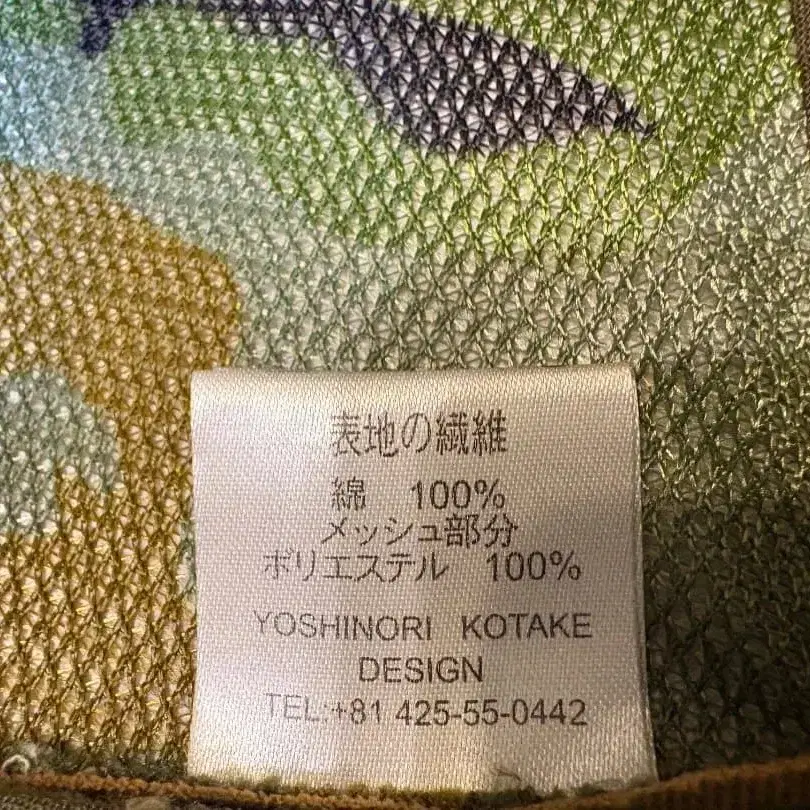 表地の繊維
綿　100%
メッシュ部分
ポリエステル　100%
YOSHINORI KOTAKE
DESIGN
TEL:+81 425-55-0442